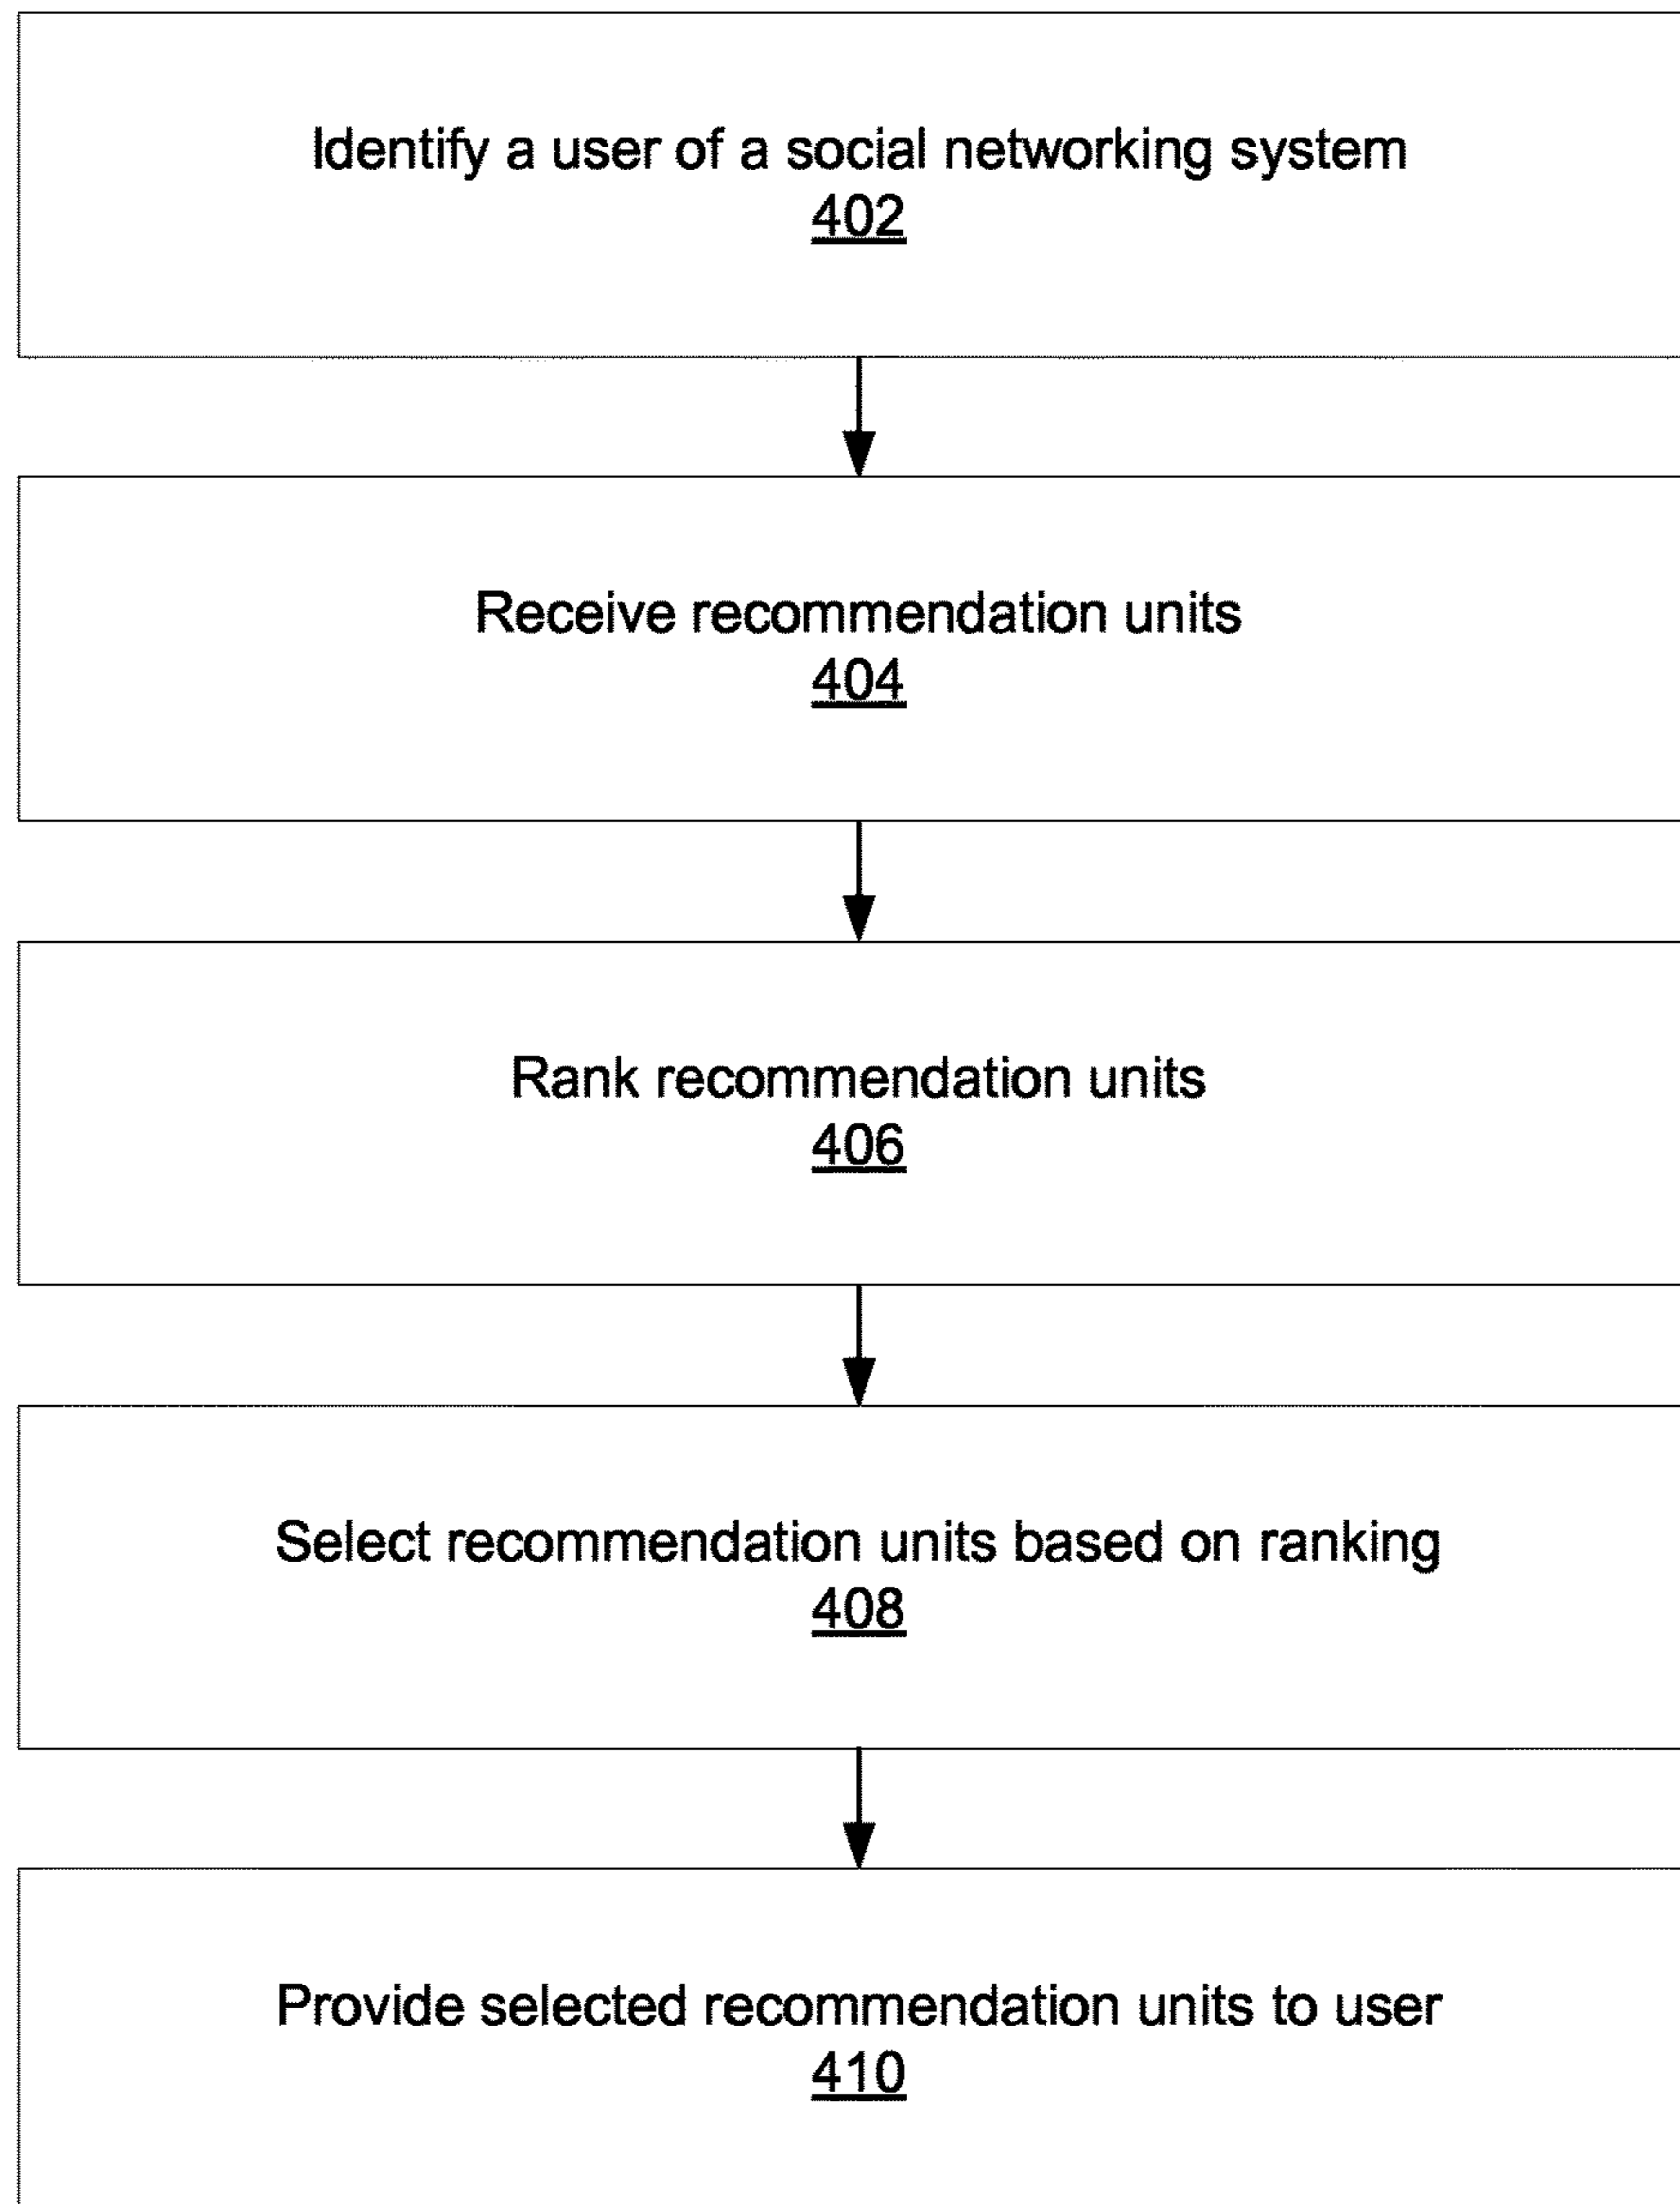 Identify a user of a social networking system
402
Receive recommendation units
404
Rank recommendation units
406
Select recommendation units based on ranking
408
Provide selected recommendation units to user
410